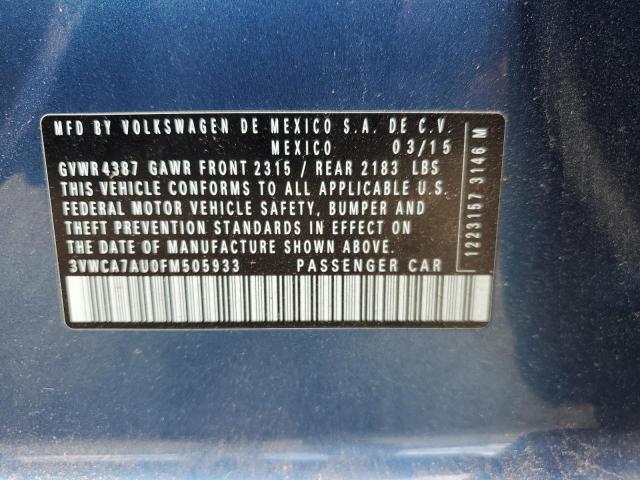 MFD BY VOLKSWAGEN DE MEXICO S.A. DE C.V.
MEXICO 03/15
GVWR 4387 GAWR FRONT 2315 / REAR 2183 LBS
THIS VEHICLE CONFORMS TO ALL APPLICABLE U.S.
FEDERAL MOTOR VEHICLE SAFETY, BUMPER AND
THEFT PREVENTION STANDARDS IN EFFECT ON
THE DATE OF MANUFACTURE SHOWN ABOVE.
3VWCA7AU0FM505933 PASSENGER CAR
1223157 3146 M